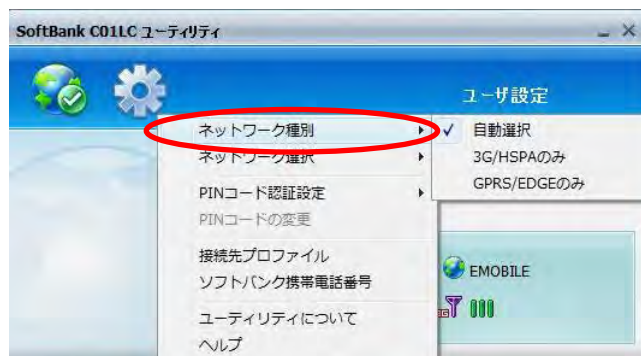 SoftBank C01LC ユーティリティ
ユーザ設定
ネットワーク種別
ネットワーク選択
PINコード認証設定
PINコードの変更
接続先プロファイル
ソフトバンク携帯電話番号
ユーティリティについて
ヘルプ
自動選択
3G/HSPAのみ
GPRS/EDGEのみ
EMOBILE